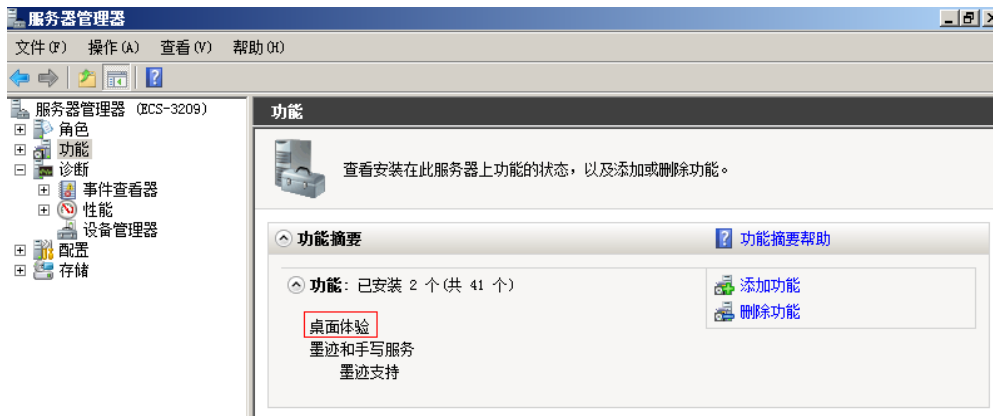 服务器管理器
文件(F) 操作(A) 查看(V) 帮助(H)
服务器管理器 (ECS-3209)
角色
功能
诊断
事件查看器
性能
设备管理器
配置
存储
功能
查看安装在此服务器上功能的状态，以及添加或删除功能。
功能摘要
功能摘要帮助
功能: 已安装 2 个(共 41 个)
添加功能
删除功能
桌面体验
墨迹和手写服务
墨迹支持